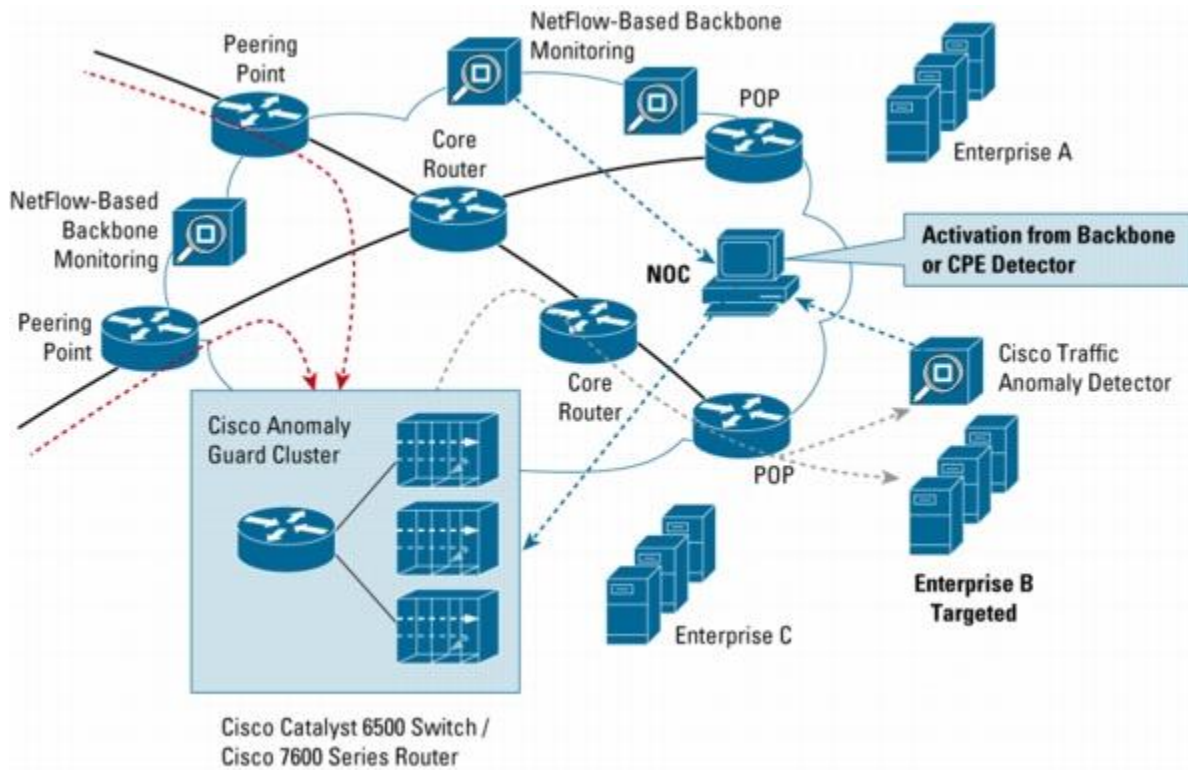 NetFlow-Based Backbone
Monitoring
Peering
Point
POP
Core
Router
Enterprise A
NetFlow-Based
Backbone
Monitoring
Activation from Backbone
or CPE Detector
NOC
Peering
Point
Cisco Traffic
Anomaly Detector
Core
Router
Cisco Anomaly
Guard Cluster
POP
Enterprise B
Targeted
Enterprise C
Cisco Catalyst 6500 Switch /
Cisco 7600 Series Router